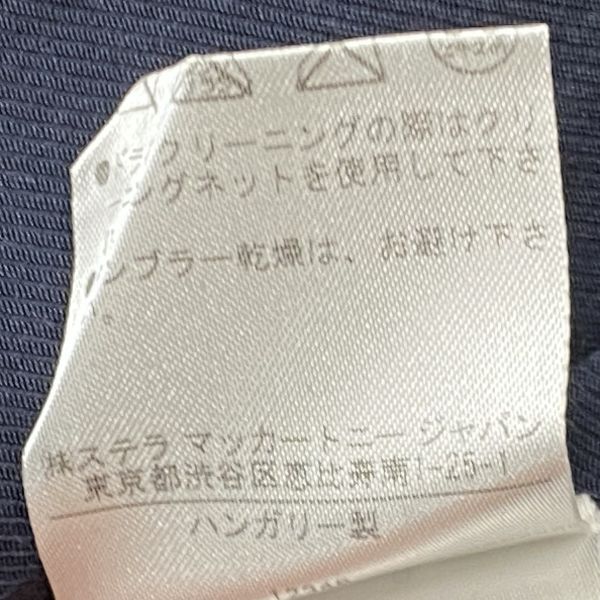 ドライクリーニングの際はクリ
ーニングネットを使用して下さ
タンブラー乾燥は、お避け下さ
い。
㈱ステラ マッカートニー ジャパン
東京都渋谷区恵比寿南1-25-1
ハンガリー製